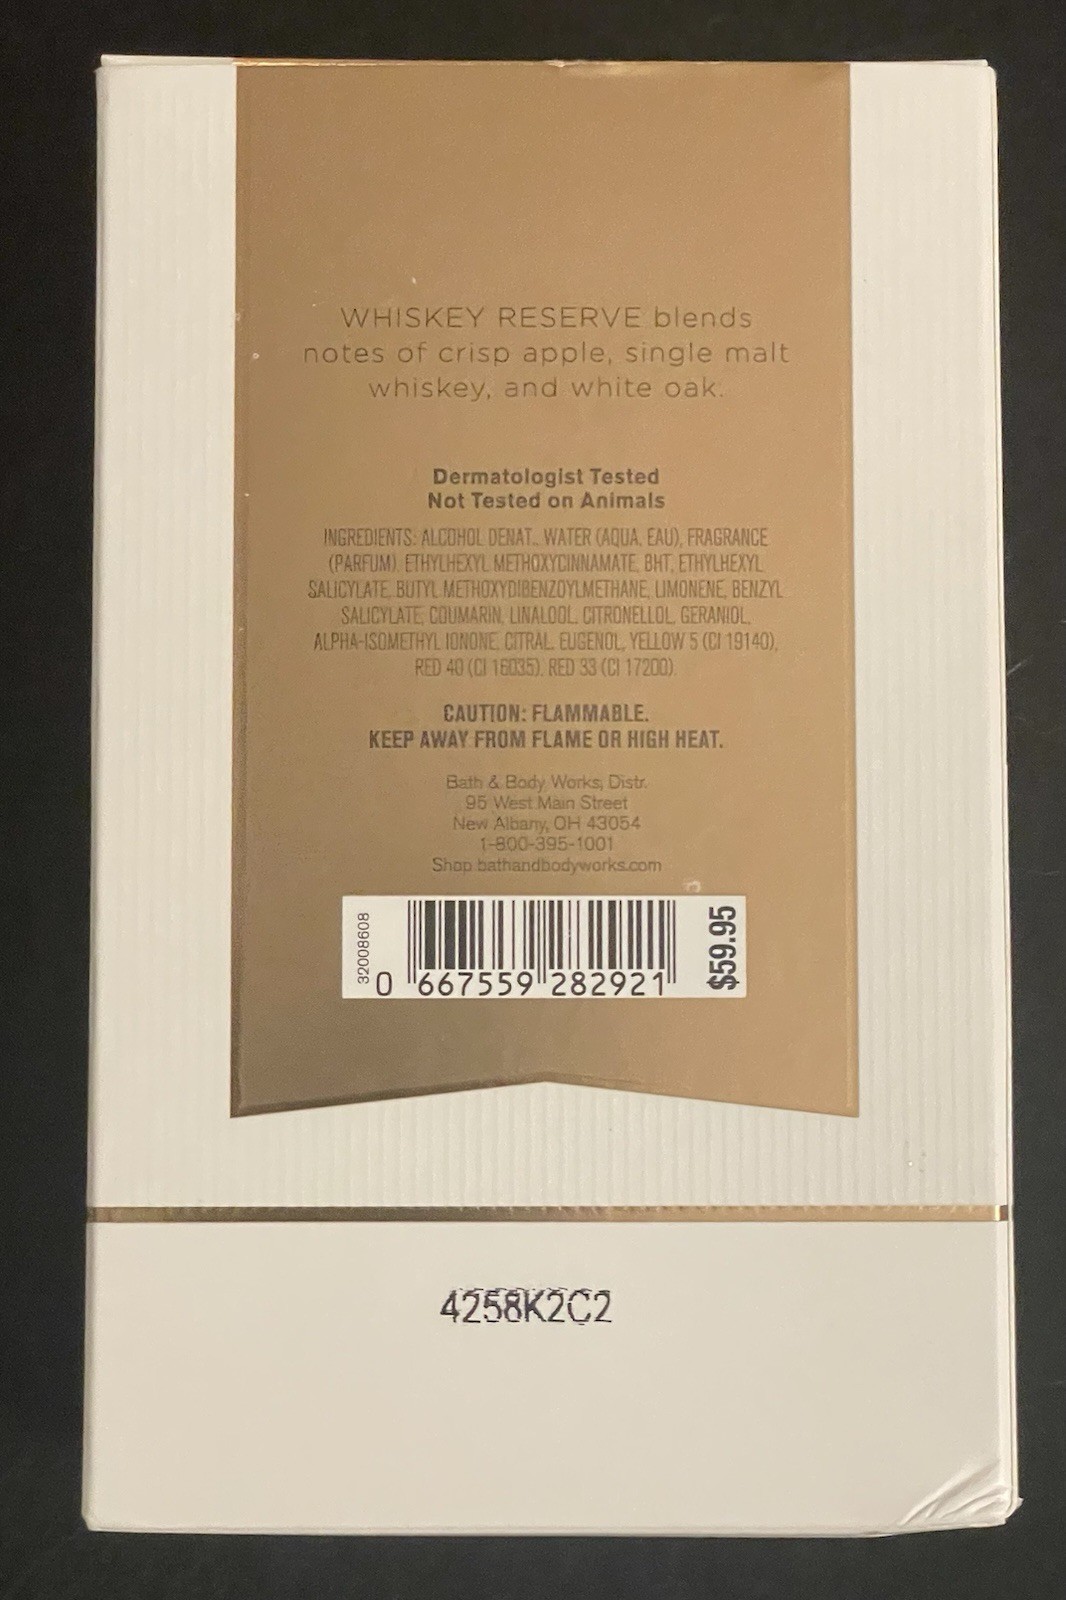 WHISKEY RESERVE blends
notes of crisp apple, single malt
whiskey, and white oak.
Dermatologist Tested
Not Tested on Animals
INGREDIENTS: ALCOHOL DENAT., WATER (AQUA, EAU), FRAGRANCE
(PARFUM), ETHYLHEXYL METHOXYCINNAMATE, BHT, ETHYLHEXYL
SALICYLATE, BUTYL METHOXYDIBENZOYLMETHANE, LIMONENE, BENZYL
SALICYLATE, COUMARIN, LINALOOL, CITRONELLOL, GERANIOL,
ALPHA-ISOMETHYL IONONE, CITRAL, EUGENOL, YELLOW 5 (CI 19140),
RED 40 (CI 16035), RED 33 (CI 17200).
CAUTION: FLAMMABLE.
KEEP AWAY FROM FLAME OR HIGH HEAT.
Bath & Body Works, Distr.
95 West Main Street
New Albany, OH 43054
1-800-395-1001
Shop bathandbodyworks.com
32008608
0 667559 282921
$59.95
4258K2C2